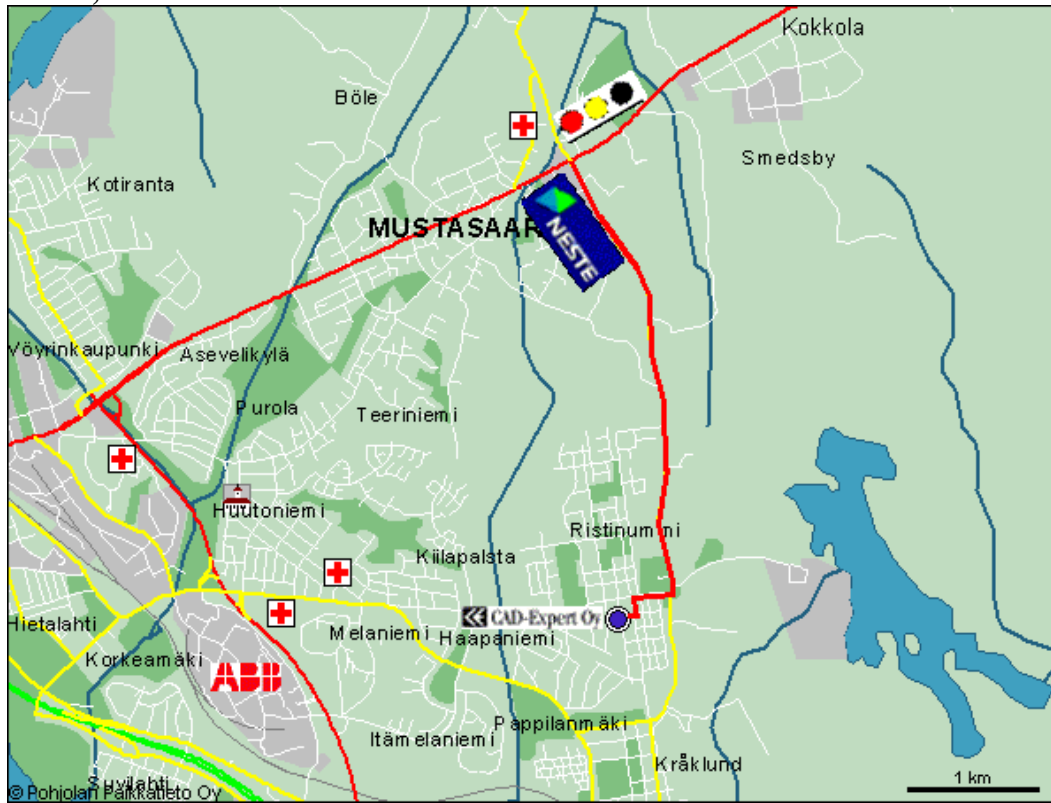 Kokkola
Böle
Smedsby
Kotiranta
MUSTASAAR
NESTE
Vöyrinkaupunki
Asevelikylä
Purola
Teeriniemi
Huutoniemi
Ristinummi
Kiilapalsta
CAD-Expert Oy
Hietalahti
Melaniemi
Haapaniemi
Korkeamäki
ABB
Pappilanmäki
Itämelaniemi
Kråklund
Suvilahti
1 km
© Pohjolan Paikkatieto Oy